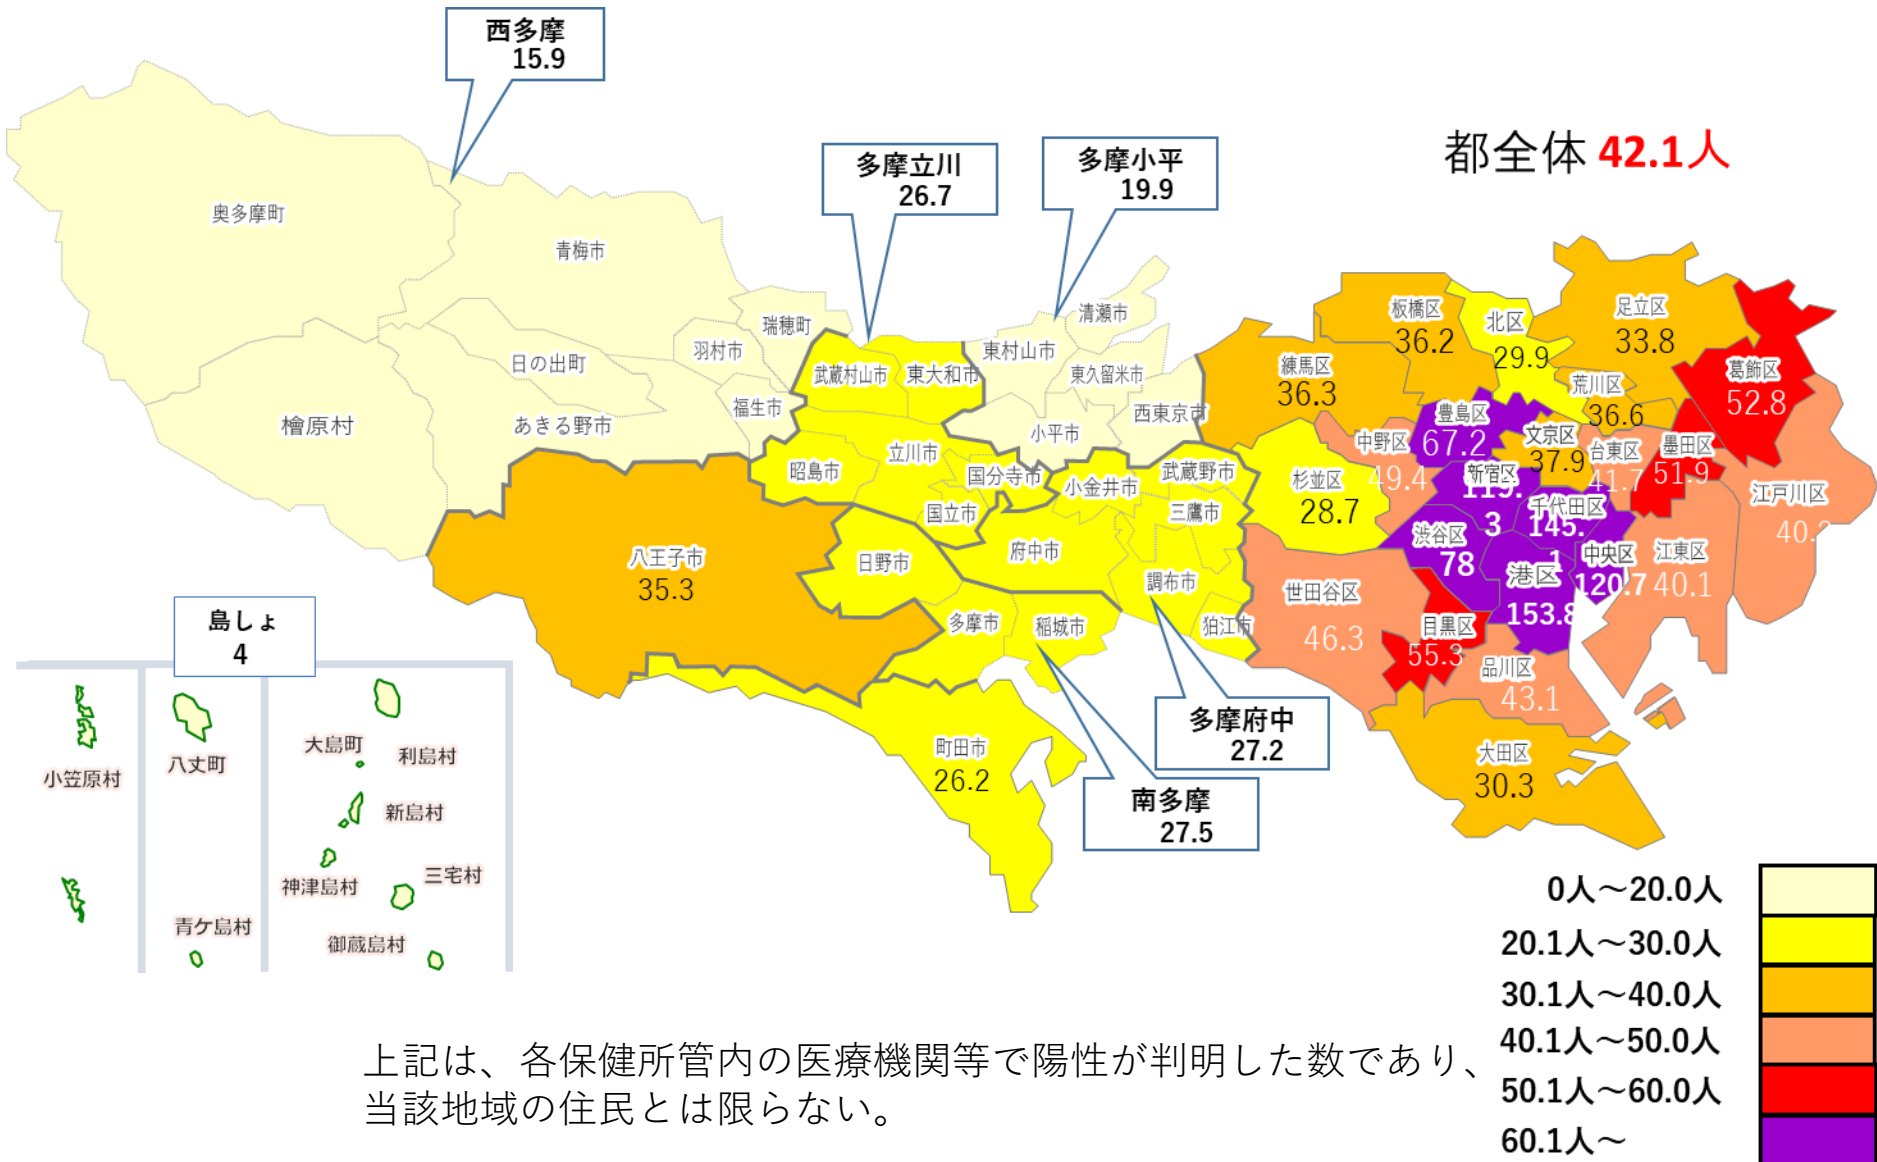 西多摩
15.9
多摩立川
26.7
多摩小平
19.9
都全体 42.1人
奥多摩町
青梅市
瑞穂町
羽村市
日の出町
福生市
檜原村
あきる野市
武蔵村山市
東大和市
東村山市
清瀬市
東久留米市
西東京市
小平市
昭島市
立川市
国分寺市
国立市
小金井市
武蔵野市
三鷹市
府中市
調布市
狛江市
八王子市
35.3
日野市
多摩市
稲城市
町田市
26.2
多摩府中
27.2
南多摩
27.5
板橋区
36.2
北区
29.9
足立区
33.8
葛飾区
52.8
練馬区
36.3
荒川区
36.6
豊島区
67.2
文京区
37.9
台東区
41.7
墨田区
51.9
中野区
49.4
杉並区
28.7
新宿区
119.
3
千代田区
145.
江戸川区
40.
渋谷区
78
中央区
120.7
江東区
40.1
港区
153.8
世田谷区
46.3
目黒区
55.3
品川区
43.1
大田区
30.3
島しょ
4
小笠原村
八丈町
青ケ島村
大島町
利島村
新島村
神津島村
三宅村
御蔵島村
0人～20.0人
20.1人～30.0人
30.1人～40.0人
40.1人～50.0人
50.1人～60.0人
60.1人～
上記は、各保健所管内の医療機関等で陽性が判明した数であり、
当該地域の住民とは限らない。